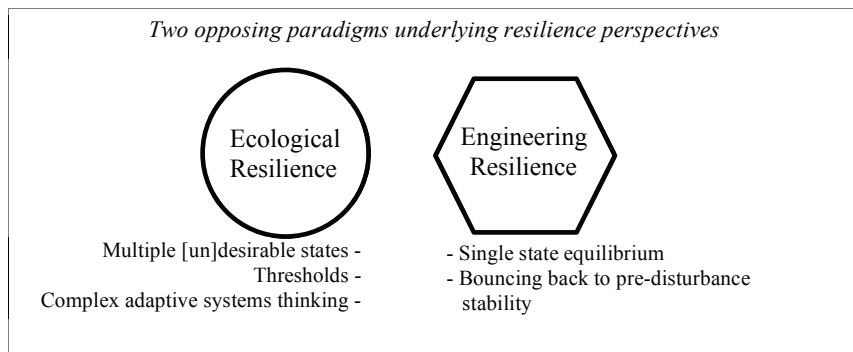 Two opposing paradigms underlying resilience perspectives
Ecological
Resilience
Engineering
Resilience
Multiple [un]desirable states -
Thresholds -
Complex adaptive systems thinking -
- Single state equilibrium
- Bouncing back to pre-disturbance
stability